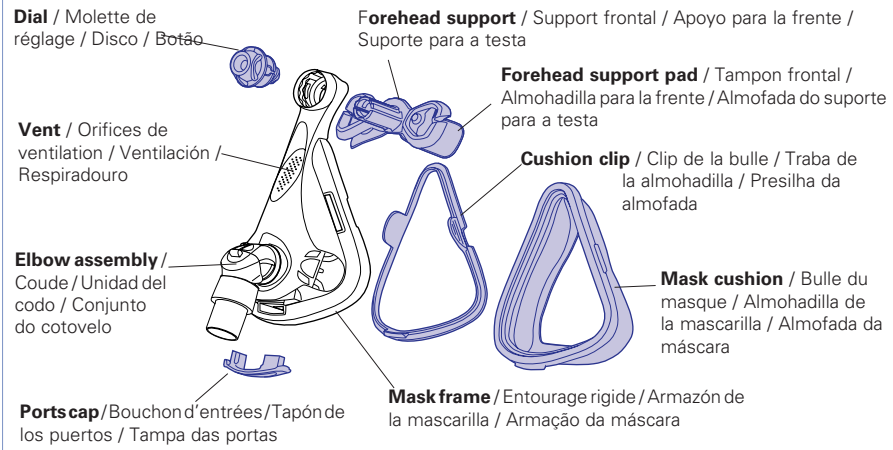 Dial / Molette de
réglage / Disco / Botão
Forehead support / Support frontal / Apoyo para la frente /
Suporte para a testa
Forehead support pad / Tampon frontal /
Almohadilla para la frente / Almofada do suporte
para a testa
Vent / Orifices de
ventilation / Ventilación /
Respiradouro
Cushion clip / Clip de la bulle / Traba de
la almohadilla / Presilha da
almofada
Elbow assembly /
Coude / Unidad del
codo / Conjunto
do cotovelo
Mask cushion / Bulle du
masque / Almohadilla de
la mascarilla / Almofada da
máscara
Mask frame / Entourage rigide / Armazón de
la mascarilla / Armação da máscara
Ports cap / Bouchon d'entrées / Tapón de
los puertos / Tampa das portas